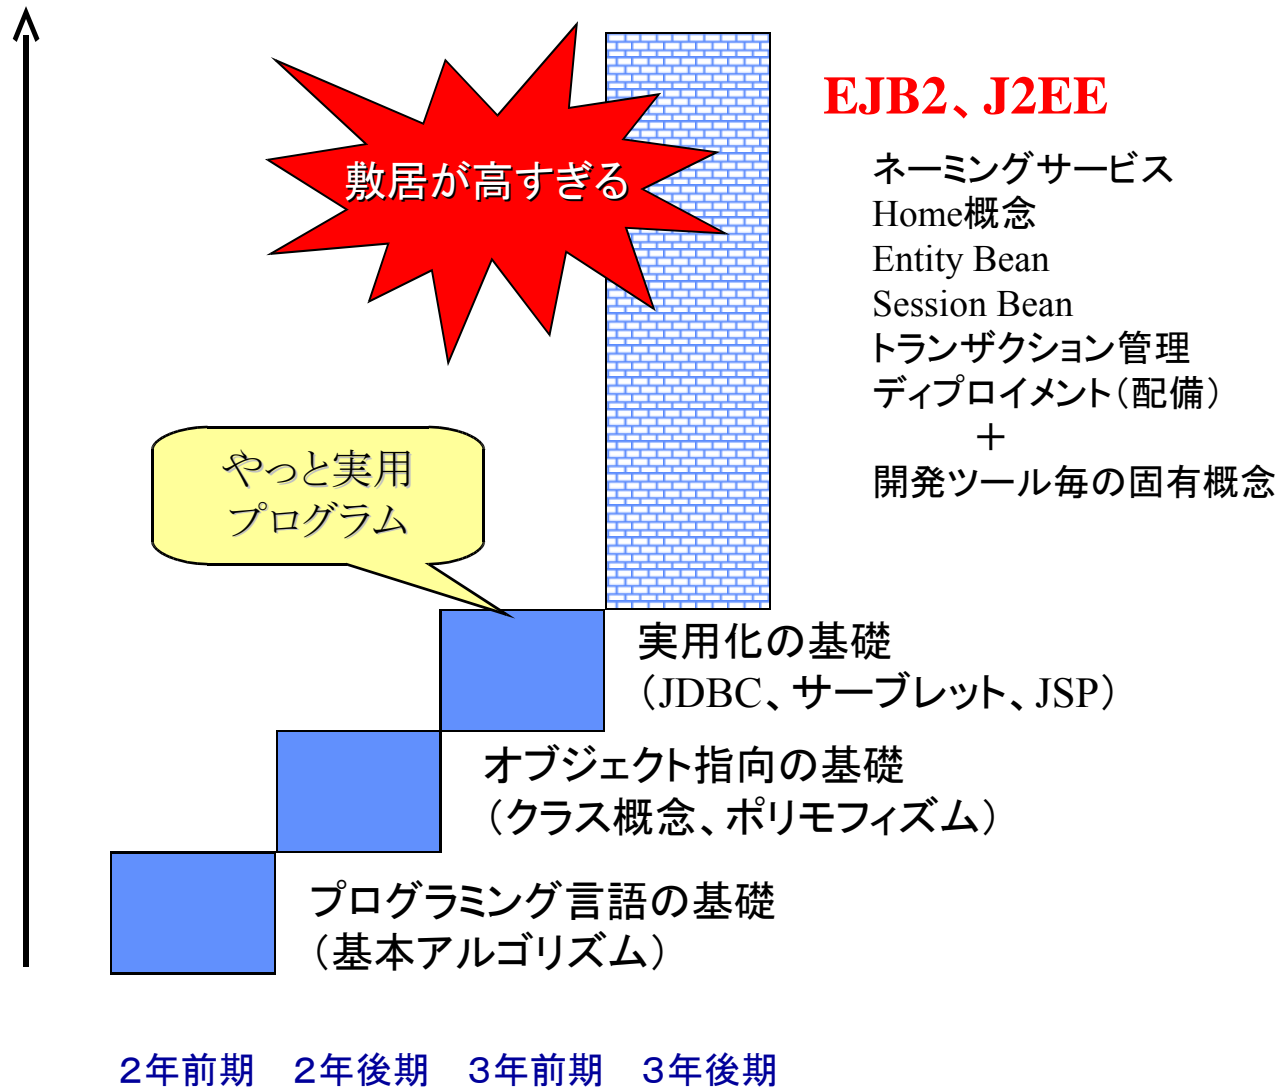 EJB2、J2EE
敷居が高すぎる
ネーミングサービス
Home概念
Entity Bean
Session Bean
トランザクション管理
ディプロイメント（配備）
＋
開発ツール毎の固有概念
やっと実用
プログラム
実用化の基礎
（JDBC、サーブレット、JSP）
オブジェクト指向の基礎
（クラス概念、ポリモフィズム）
プログラミング言語の基礎
（基本アルゴリズム）
２年前期　２年後期　３年前期　３年後期